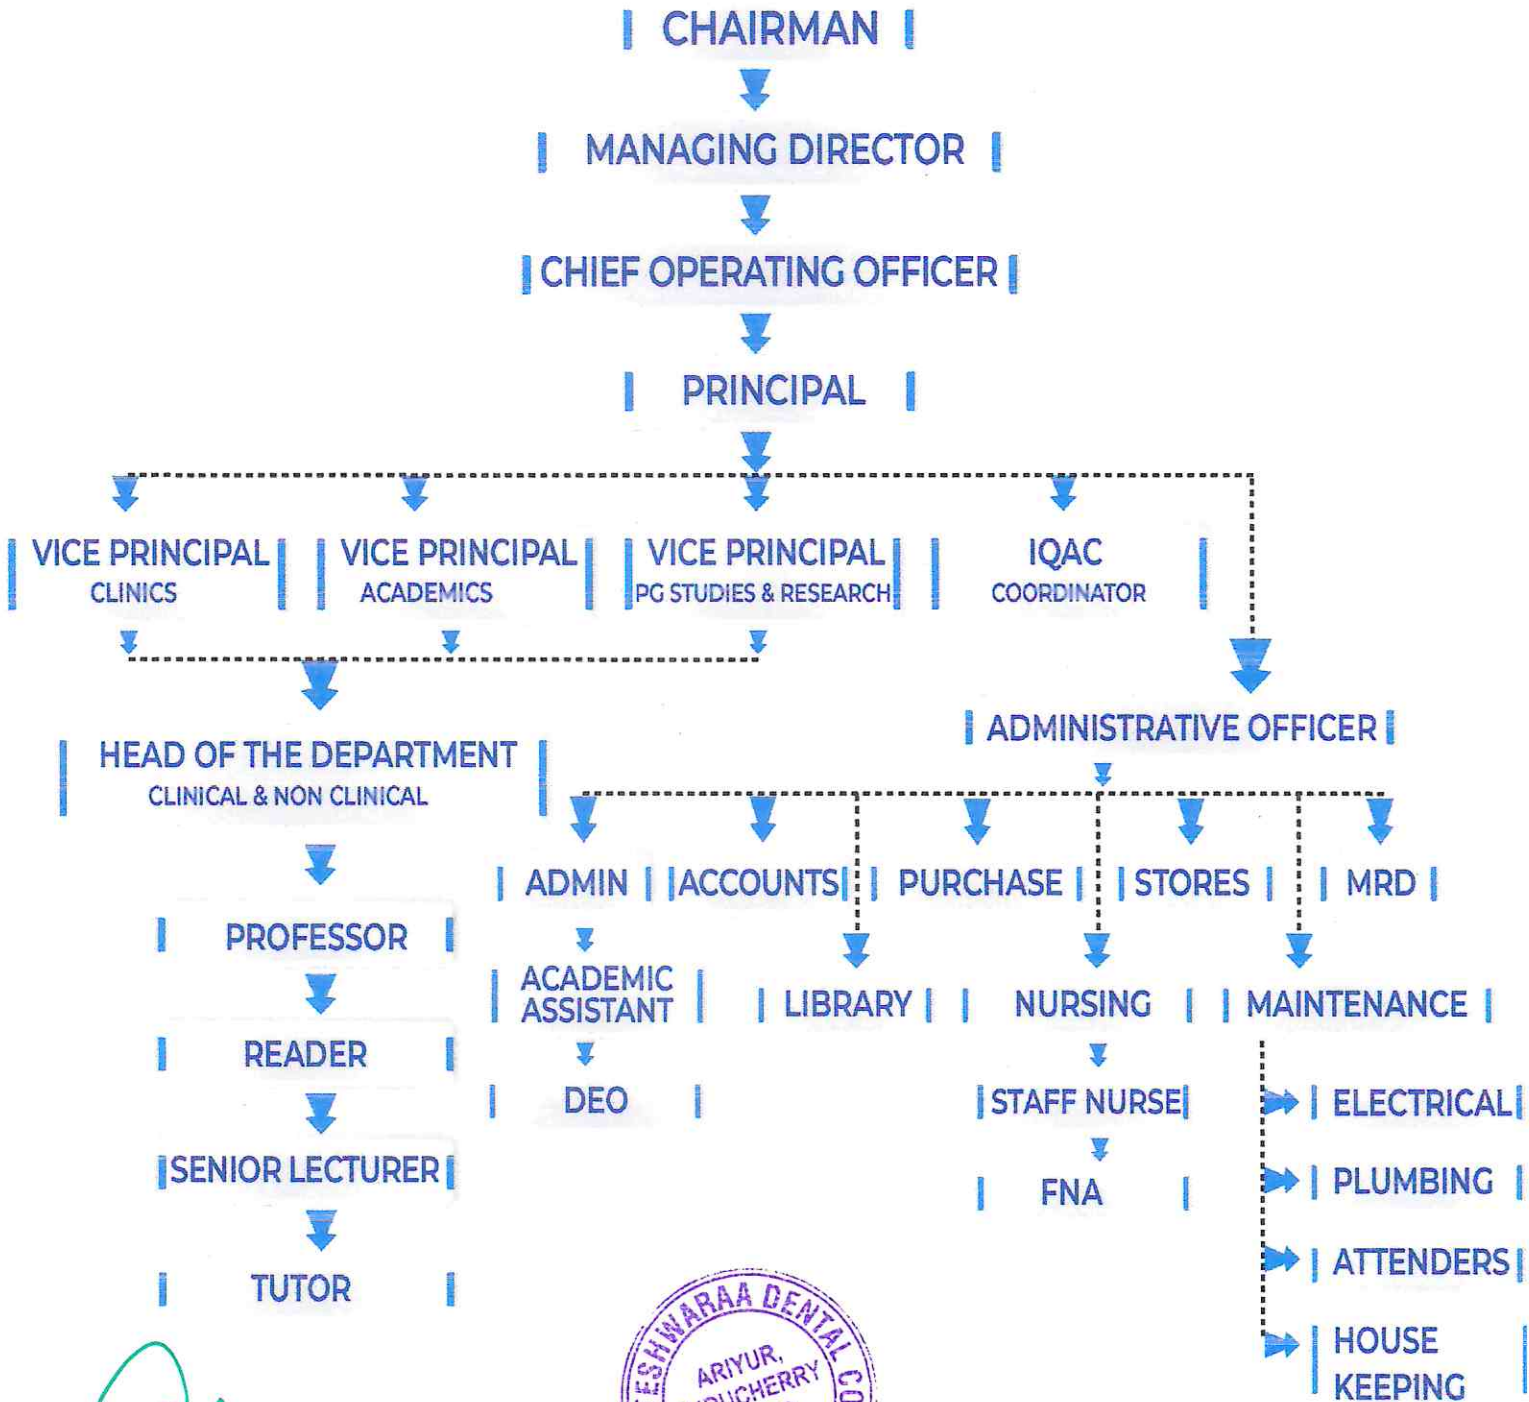 CHAIRMAN
MANAGING DIRECTOR
CHIEF OPERATING OFFICER
PRINCIPAL
VICE PRINCIPAL
CLINICS
VICE PRINCIPAL
ACADEMICS
VICE PRINCIPAL
PG STUDIES & RESEARCH
IQAC
COORDINATOR
HEAD OF THE DEPARTMENT
CLINICAL & NON CLINICAL
PROFESSOR
READER
SENIOR LECTURER
TUTOR
ADMINISTRATIVE OFFICER
ADMIN
ACCOUNTS
PURCHASE
STORES
MRD
ACADEMIC
ASSISTANT
DEO
LIBRARY
NURSING
STAFF NURSE
FNA
MAINTENANCE
ELECTRICAL
PLUMBING
ATTENDERS
HOUSE
KEEPING
DENTAL
ARIYUR,